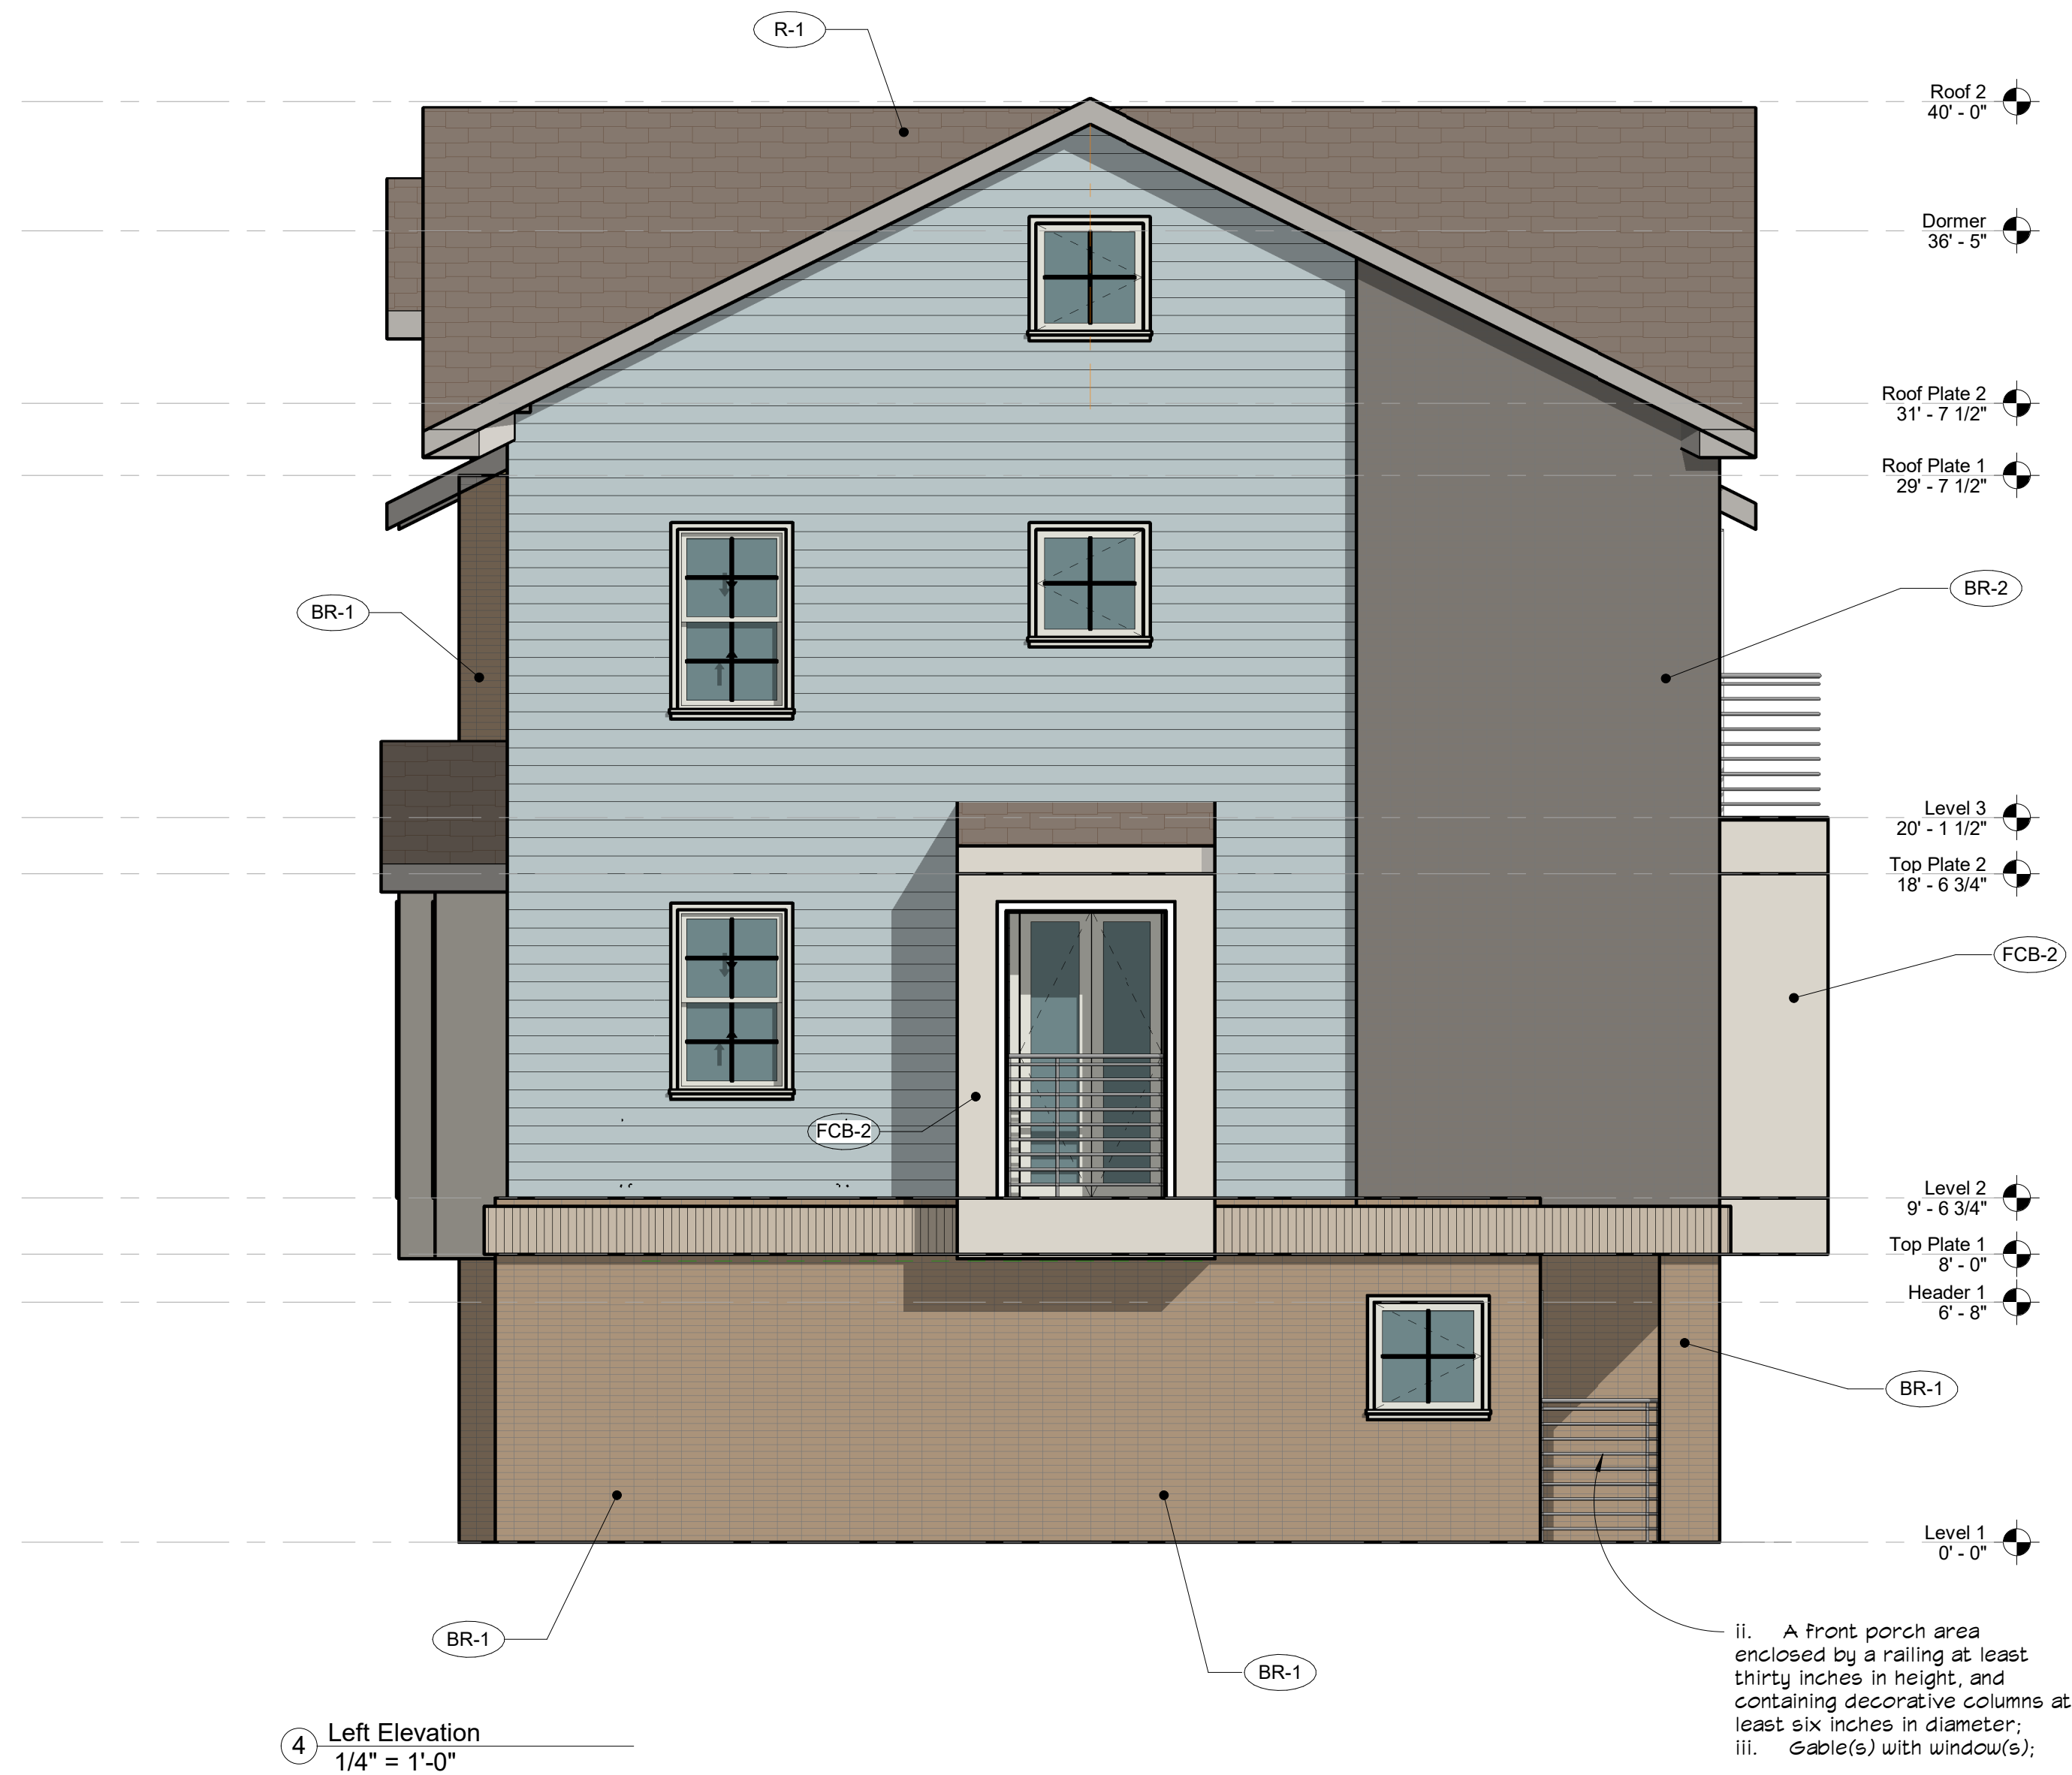 R-1
Roof 2
40' - 0"
Dormer
36' - 5"
Roof Plate 2
31' - 7 1/2"
Roof Plate 1
29' - 7 1/2"
BR-1
BR-2
Level 3
20' - 1 1/2"
Top Plate 2
18' - 6 3/4"
FCB-2
FCB-2
Level 2
9' - 6 3/4"
Top Plate 1
8' - 0"
Header 1
6' - 8"
BR-1
Level 1
0' - 0"
BR-1
BR-1
ii. A front porch area
enclosed by a railing at least
thirty inches in height, and
containing decorative columns at
least six inches in diameter;
iii. Gable(s) with window(s);
4 Left Elevation
1/4" = 1'-0"